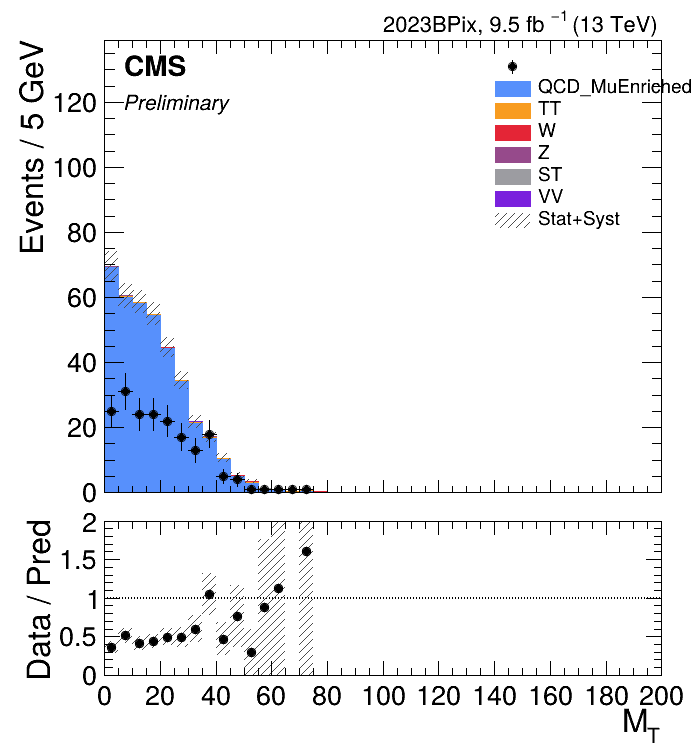 2023BPix, 9.5 fb ⁻¹ (13 TeV)
CMS
Preliminary
QCD_MuEnriched
TT
W
Z
ST
VV
Stat+Syst
Events / 5 GeV
120
100
80
60
40
20
0
Data / Pred
2
1.5
1
0.5
0
0 20 40 60 80 100 120 140 160 180 200
M_T